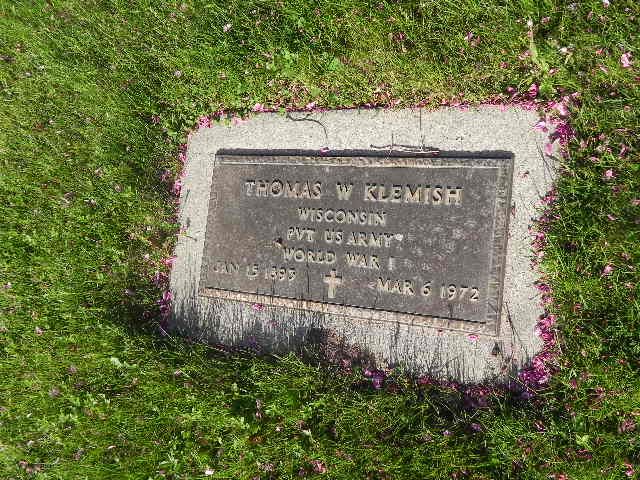 THOMAS W KLEMISH
WISCONSIN
PVT US ARMY
WORLD WAR I
JAN 15 1895 MAR 6 1972